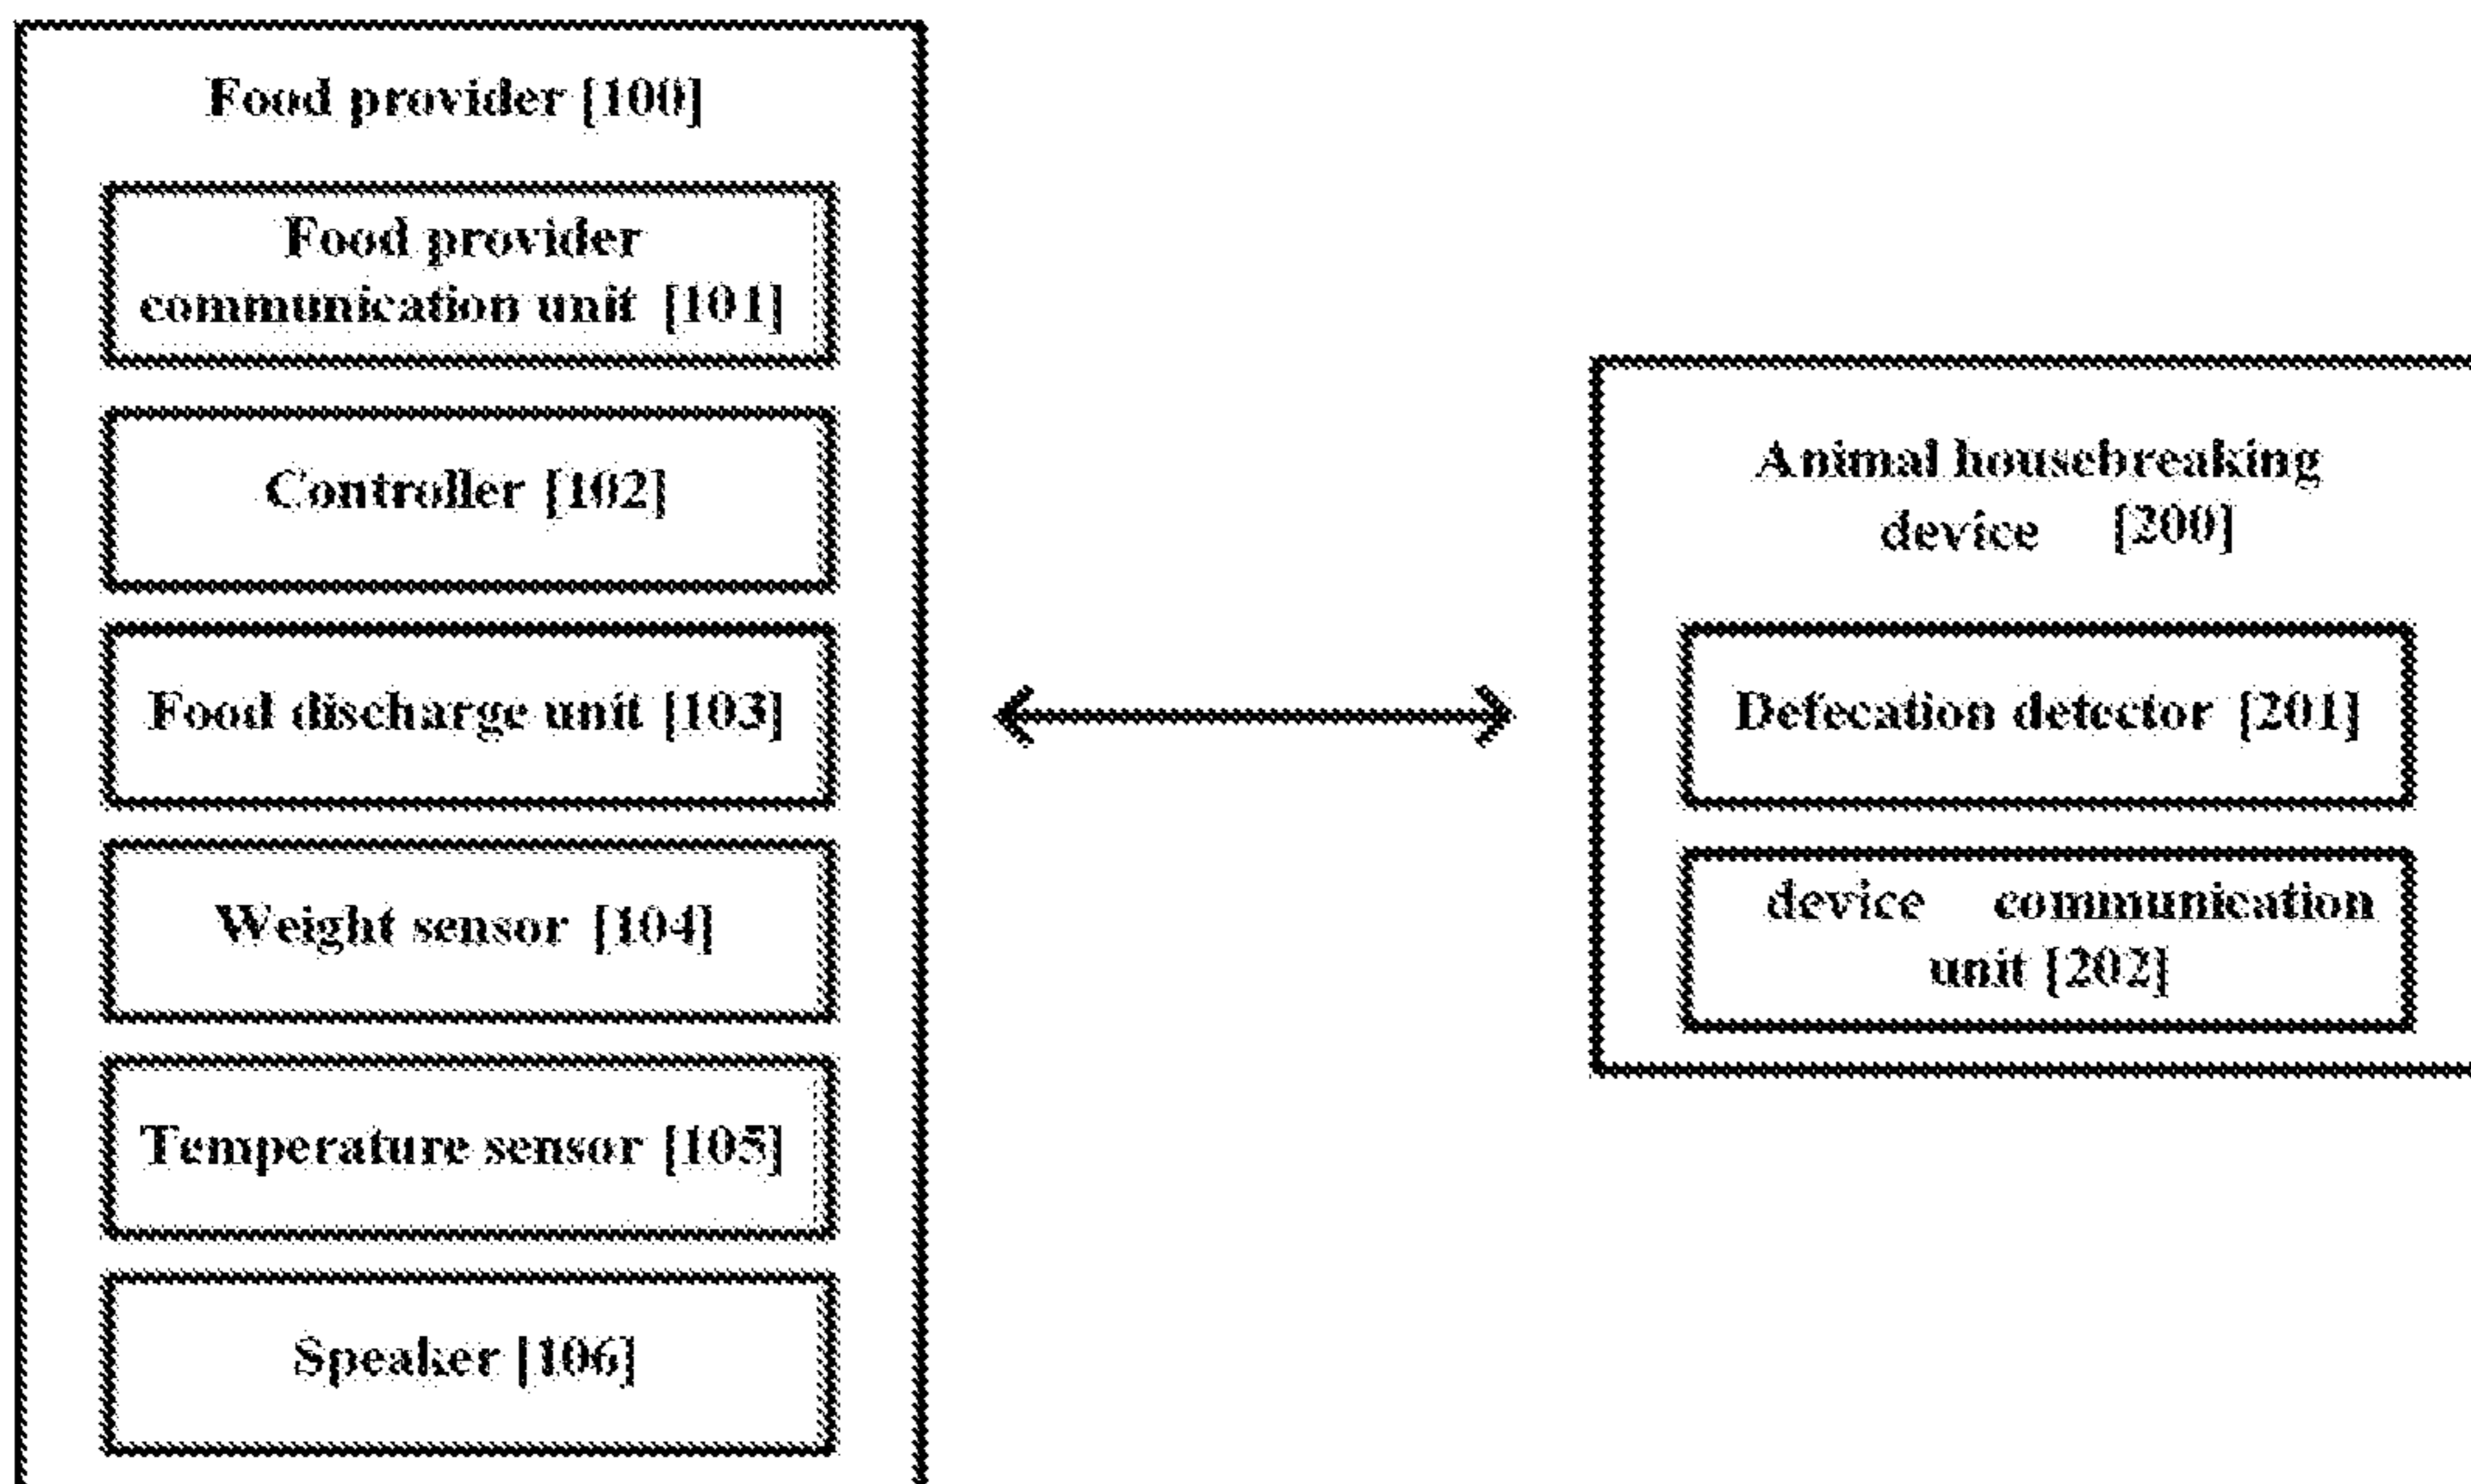 Food provider [100]
Food provider
communication unit [101]
Controller [102]
Food discharge unit [103]
Weight sensor [104]
Temperature sensor [105]
Speaker [106]
Animal housebreaking
device [200]
Defecation detector [201]
device communication
unit [202]